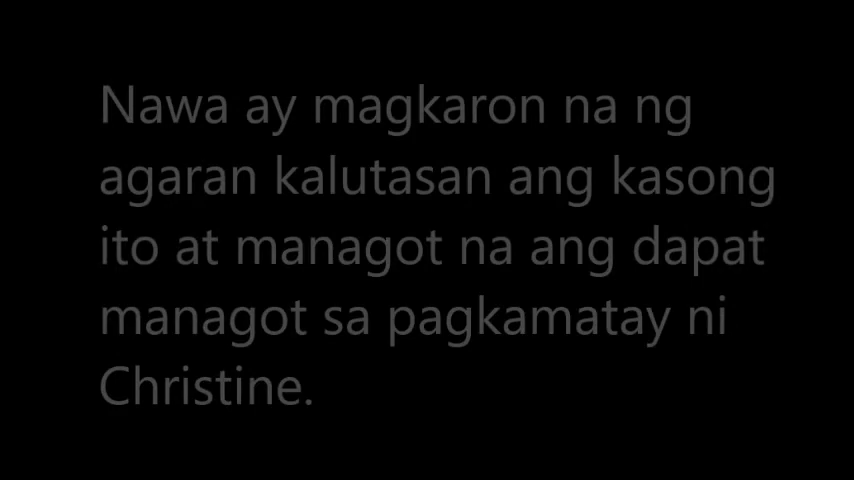 Nawa ay magkaron na ng
agaran kalutasan ang kasong
ito at managot na ang dapat
managot sa pagkamatay ni
Christine.